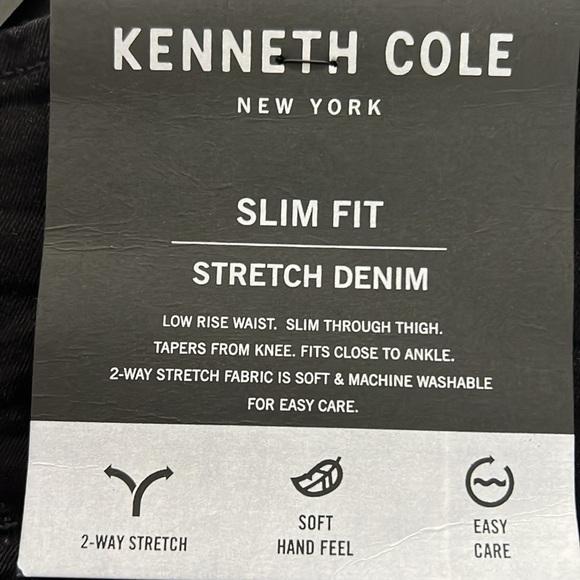 KENNETH COLE
NEW YORK
SLIM FIT
STRETCH DENIM
LOW RISE WAIST. SLIM THROUGH THIGH.
TAPERS FROM KNEE. FITS CLOSE TO ANKLE.
2-WAY STRETCH FABRIC IS SOFT & MACHINE WASHABLE
FOR EASY CARE.
2-WAY STRETCH
SOFT
HAND FEEL
EASY
CARE